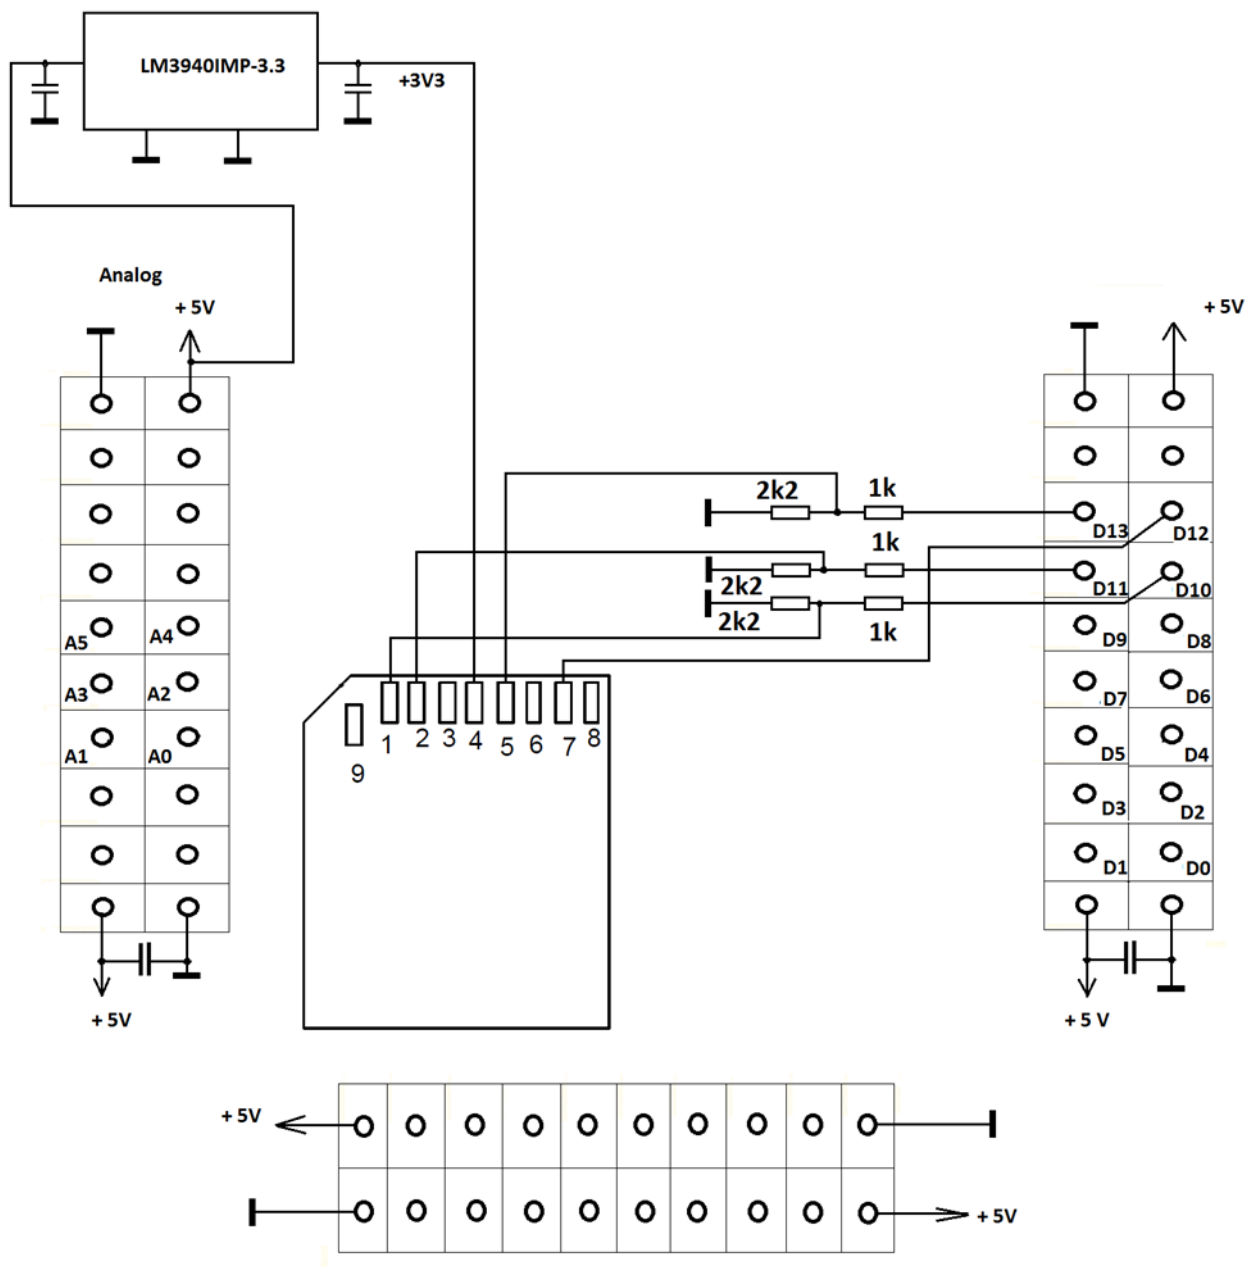 LM3940IMP-3.3
+3V3
Analog
+ 5V
+ 5V
2k2
1k
D13
D12
1k
2k2
D11
D10
2k2
1k
A5
A4
D9
D8
A3
A2
D7
D6
1
2
3
4
5
6
7
8
A1
A0
D5
D4
9
D3
D2
D1
D0
+ 5V
+ 5 V
+ 5V
+ 5V